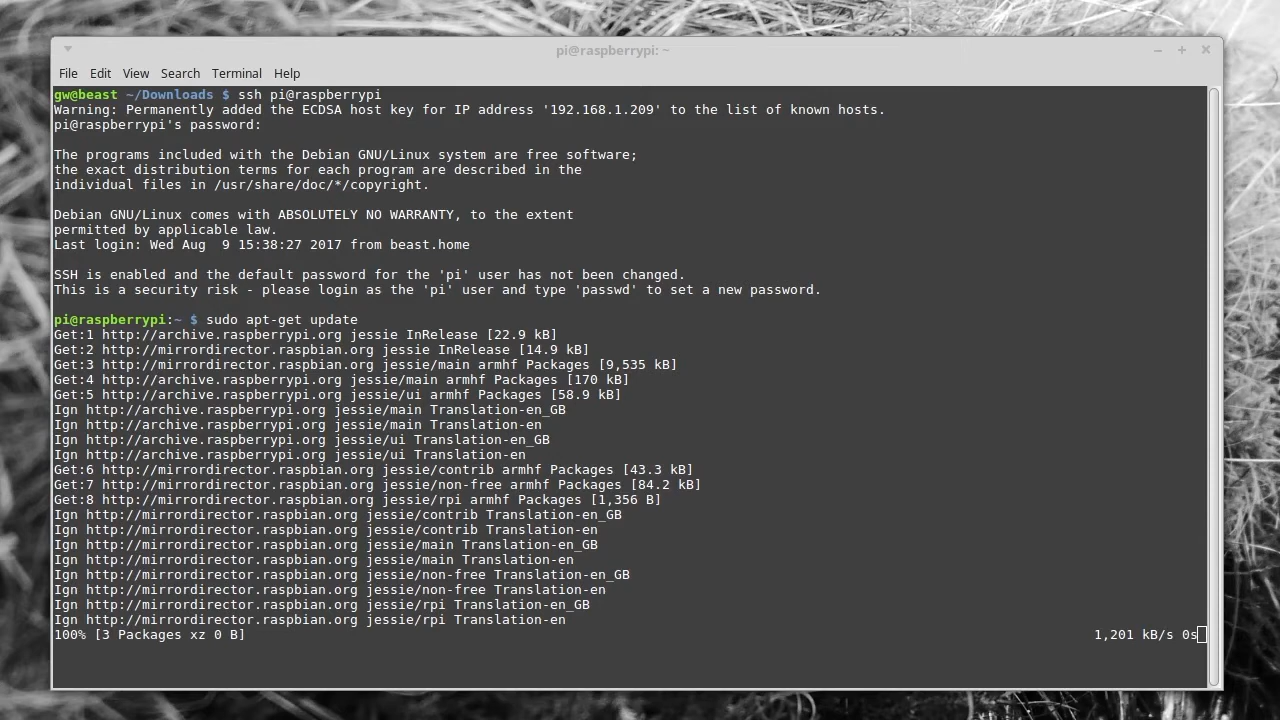 pi@raspberrypi: ~
File Edit View Search Terminal Help
gw@beast ~/Downloads $ ssh pi@raspberrypi
Warning: Permanently added the ECDSA host key for IP address '192.168.1.209' to the list of known hosts.
pi@raspberrypi's password:
The programs included with the Debian GNU/Linux system are free software;
the exact distribution terms for each program are described in the
individual files in /usr/share/doc/*/copyright.
Debian GNU/Linux comes with ABSOLUTELY NO WARRANTY, to the extent
permitted by applicable law.
Last login: Wed Aug  9 15:38:27 2017 from beast.home
SSH is enabled and the default password for the 'pi' user has not been changed.
This is a security risk - please login as the 'pi' user and type 'passwd' to set a new password.
pi@raspberrypi:~ $ sudo apt-get update
Get:1 http://archive.raspberrypi.org jessie InRelease [22.9 kB]
Get:2 http://mirrordirector.raspbian.org jessie InRelease [14.9 kB]
Get:3 http://mirrordirector.raspbian.org jessie/main armhf Packages [9,535 kB]
Get:4 http://archive.raspberrypi.org jessie/main armhf Packages [170 kB]
Get:5 http://archive.raspberrypi.org jessie/ui armhf Packages [58.9 kB]
Ign http://archive.raspberrypi.org jessie/main Translation-en_GB
Ign http://archive.raspberrypi.org jessie/main Translation-en
Ign http://archive.raspberrypi.org jessie/ui Translation-en_GB
Ign http://archive.raspberrypi.org jessie/ui Translation-en
Get:6 http://mirrordirector.raspbian.org jessie/contrib armhf Packages [43.3 kB]
Get:7 http://mirrordirector.raspbian.org jessie/non-free armhf Packages [84.2 kB]
Get:8 http://mirrordirector.raspbian.org jessie/rpi armhf Packages [1,356 B]
Ign http://mirrordirector.raspbian.org jessie/contrib Translation-en_GB
Ign http://mirrordirector.raspbian.org jessie/contrib Translation-en
Ign http://mirrordirector.raspbian.org jessie/main Translation-en_GB
Ign http://mirrordirector.raspbian.org jessie/main Translation-en
Ign http://mirrordirector.raspbian.org jessie/non-free Translation-en_GB
Ign http://mirrordirector.raspbian.org jessie/non-free Translation-en
Ign http://mirrordirector.raspbian.org jessie/rpi Translation-en_GB
Ign http://mirrordirector.raspbian.org jessie/rpi Translation-en
100% [3 Packages xz 0 B] 1,201 kB/s 0s